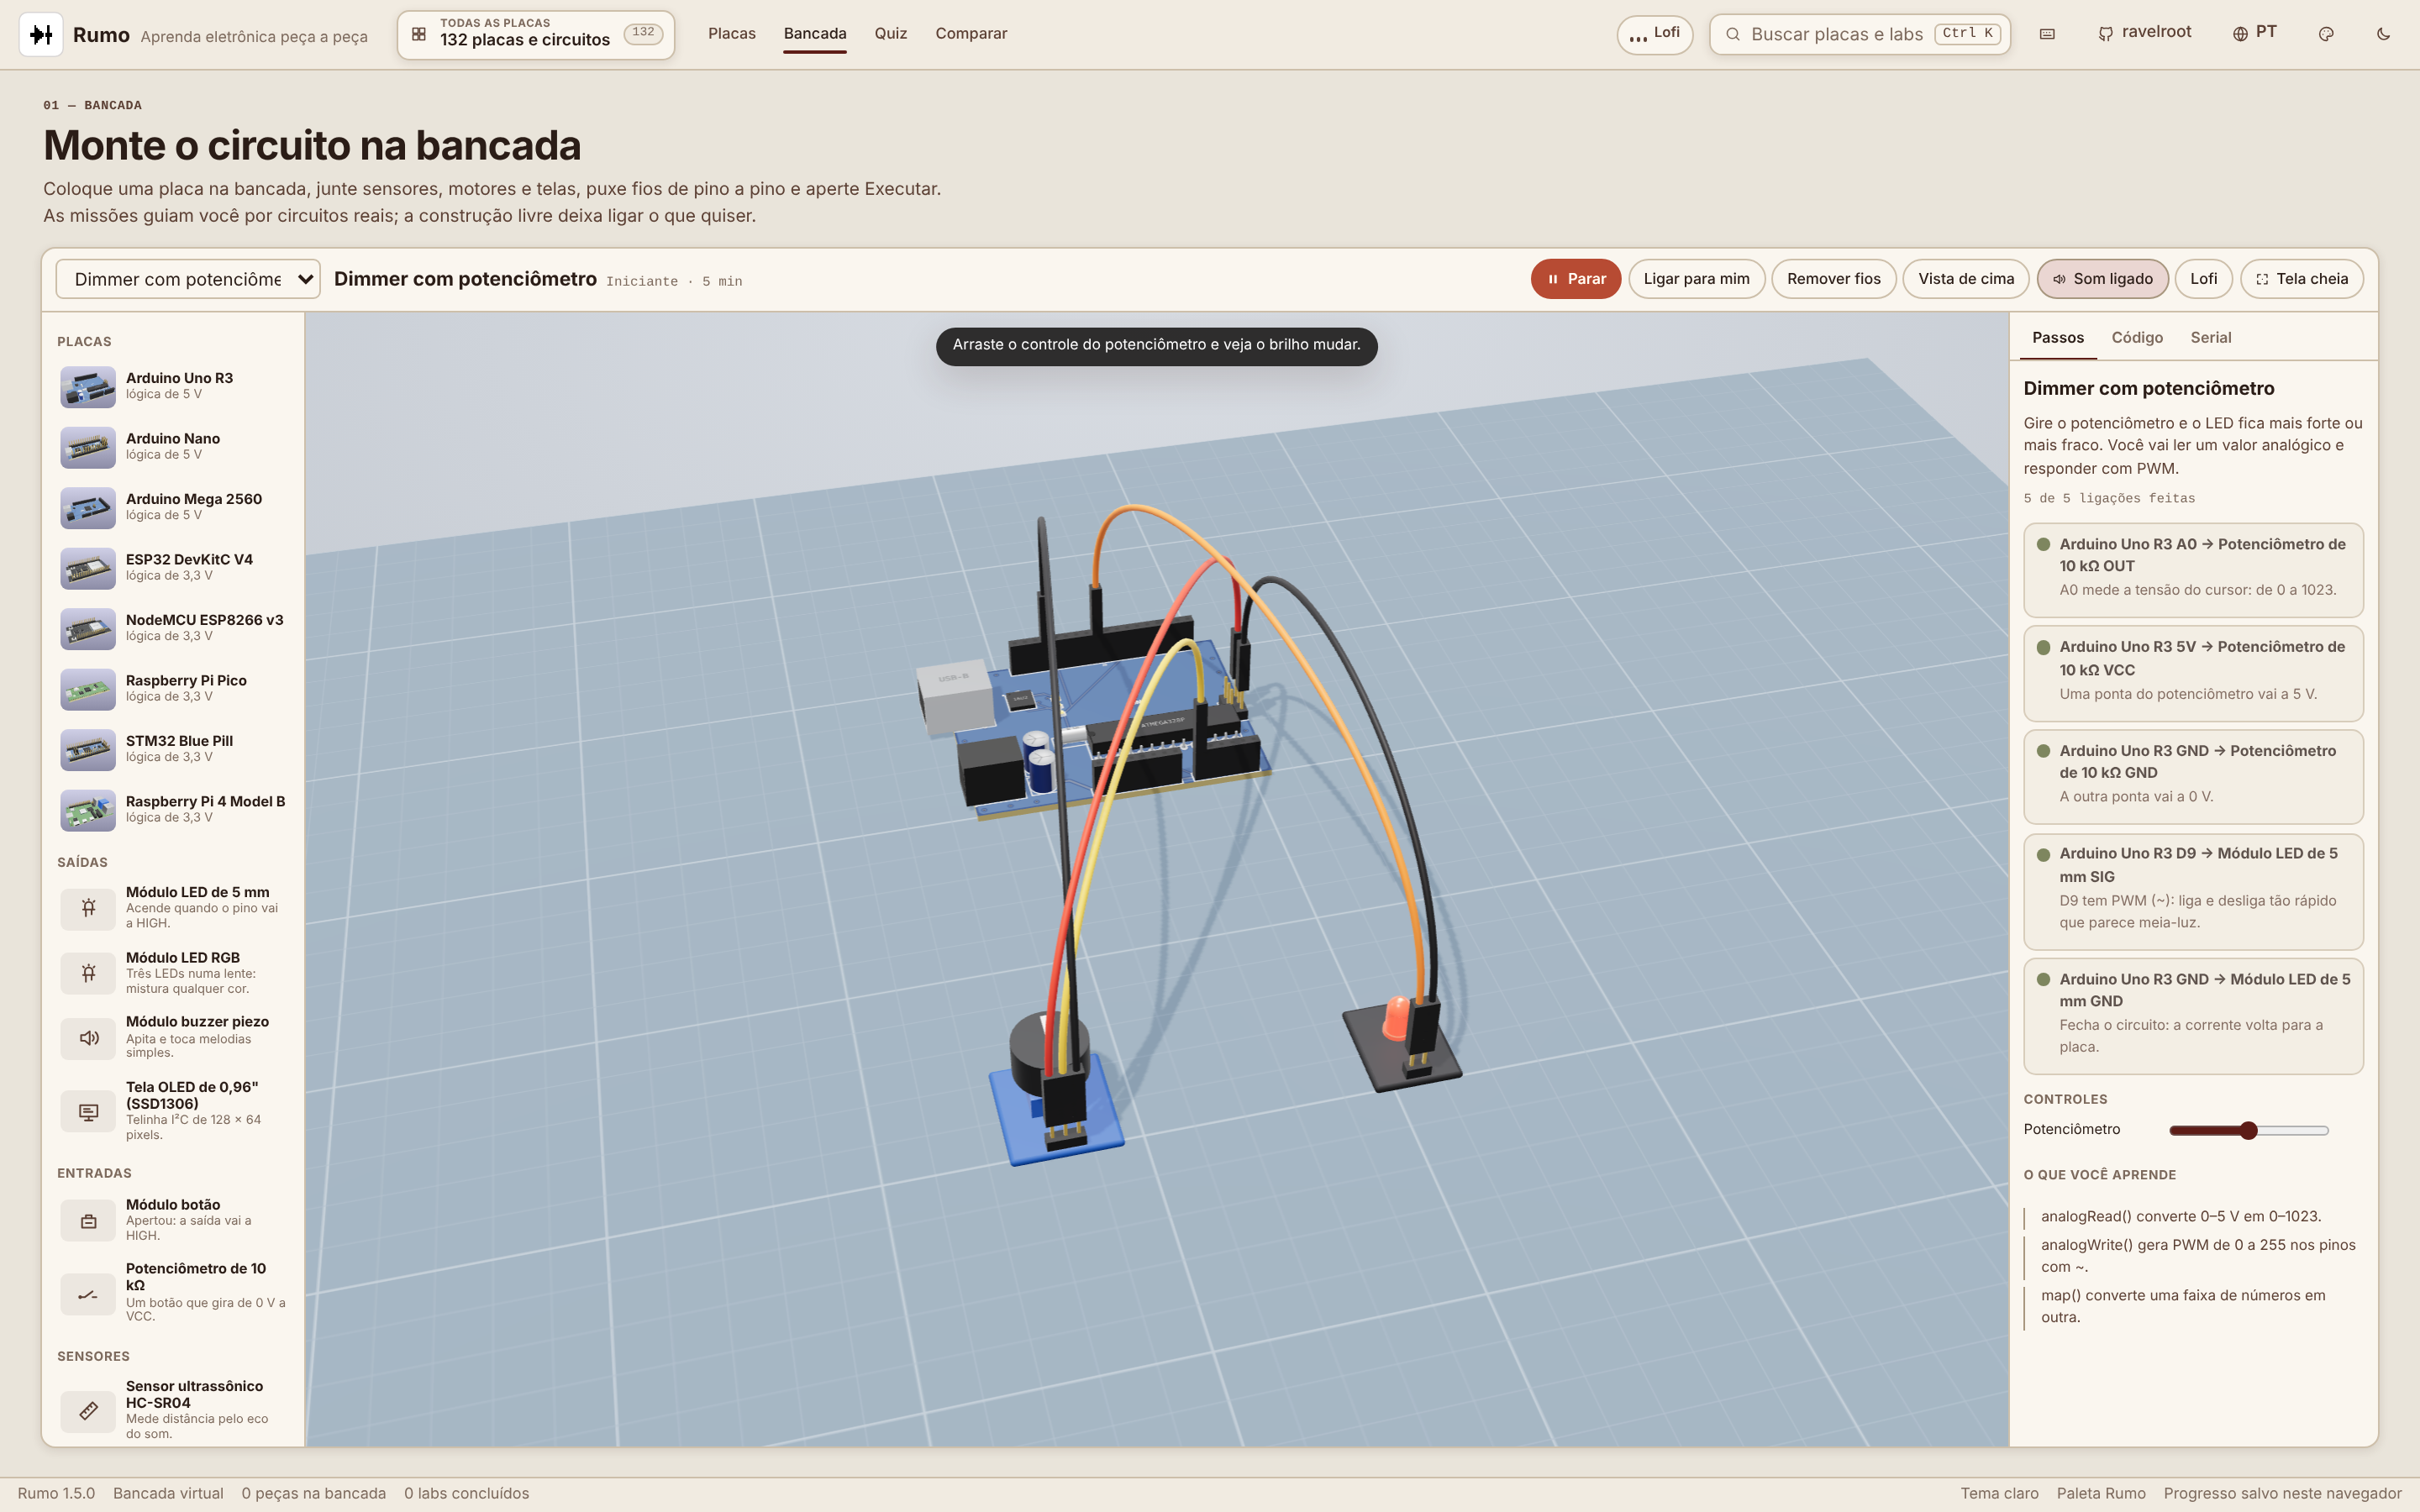 Rumo
Aprenda eletrônica peça a peça
TODAS AS PLACAS
132 placas e circuitos
132
Placas
Bancada
Quiz
Comparar
Lofi
Buscar placas e labs
Ctrl K
ravelroot
PT
01 — BANCADA
Monte o circuito na bancada
Coloque uma placa na bancada, junte sensores, motores e telas, puxe fios de pino a pino e aperte Executar.
As missões guiam você por circuitos reais; a construção livre deixa ligar o que quiser.
Dimmer com potenciôme
Dimmer com potenciômetro
Iniciante · 5 min
Parar
Ligar para mim
Remover fios
Vista de cima
Som ligado
Lofi
Tela cheia
PLACAS
Arduino Uno R3
lógica de 5 V
Arduino Nano
lógica de 5 V
Arduino Mega 2560
lógica de 5 V
ESP32 DevKitC V4
lógica de 3,3 V
NodeMCU ESP8266 v3
lógica de 3,3 V
Raspberry Pi Pico
lógica de 3,3 V
STM32 Blue Pill
lógica de 3,3 V
Raspberry Pi 4 Model B
lógica de 3,3 V
SAÍDAS
Módulo LED de 5 mm
Acende quando o pino vai
a HIGH.
Módulo LED RGB
Três LEDs numa lente:
mistura qualquer cor.
Módulo buzzer piezo
Apita e toca melodias
simples.
Tela OLED de 0,96"
(SSD1306)
Telinha I²C de 128 × 64
pixels.
ENTRADAS
Módulo botão
Apertou: a saída vai a
HIGH.
Potenciômetro de 10
kΩ
Um botão que gira de 0 V a
VCC.
SENSORES
Sensor ultrassônico
HC-SR04
Mede distância pelo eco
do som.
Arraste o controle do potenciômetro e veja o brilho mudar.
USB-B
Passos
Código
Serial
Dimmer com potenciômetro
Gire o potenciômetro e o LED fica mais forte ou
mais fraco. Você vai ler um valor analógico e
responder com PWM.
5 de 5 ligações feitas
Arduino Uno R3 A0 → Potenciômetro de
10 kΩ OUT
A0 mede a tensão do cursor: de 0 a 1023.
Arduino Uno R3 5V → Potenciômetro de
10 kΩ VCC
Uma ponta do potenciômetro vai a 5 V.
Arduino Uno R3 GND → Potenciômetro
de 10 kΩ GND
A outra ponta vai a 0 V.
Arduino Uno R3 D9 → Módulo LED de 5
mm SIG
D9 tem PWM (~): liga e desliga tão rápido
que parece meia-luz.
Arduino Uno R3 GND → Módulo LED de 5
mm GND
Fecha o circuito: a corrente volta para a
placa.
CONTROLES
Potenciômetro
O QUE VOCÊ APRENDE
analogRead() converte 0–5 V em 0–1023.
analogWrite() gera PWM de 0 a 255 nos pinos
com ~.
map() converte uma faixa de números em
outra.
Rumo 1.5.0
Bancada virtual
0 peças na bancada
0 labs concluídos
Tema claro
Paleta Rumo
Progresso salvo neste navegador